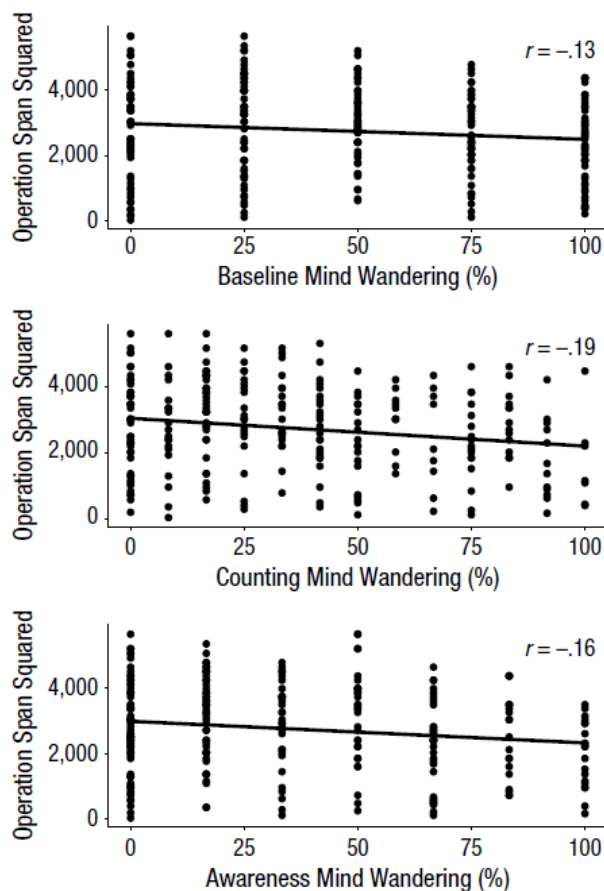 r = –.13
Operation Span Squared
4,000
2,000
0
0 25 50 75 100
Baseline Mind Wandering (%)
r = –.19
Operation Span Squared
4,000
2,000
0
0 25 50 75 100
Counting Mind Wandering (%)
r = –.16
Operation Span Squared
4,000
2,000
0
0 25 50 75 100
Awareness Mind Wandering (%)